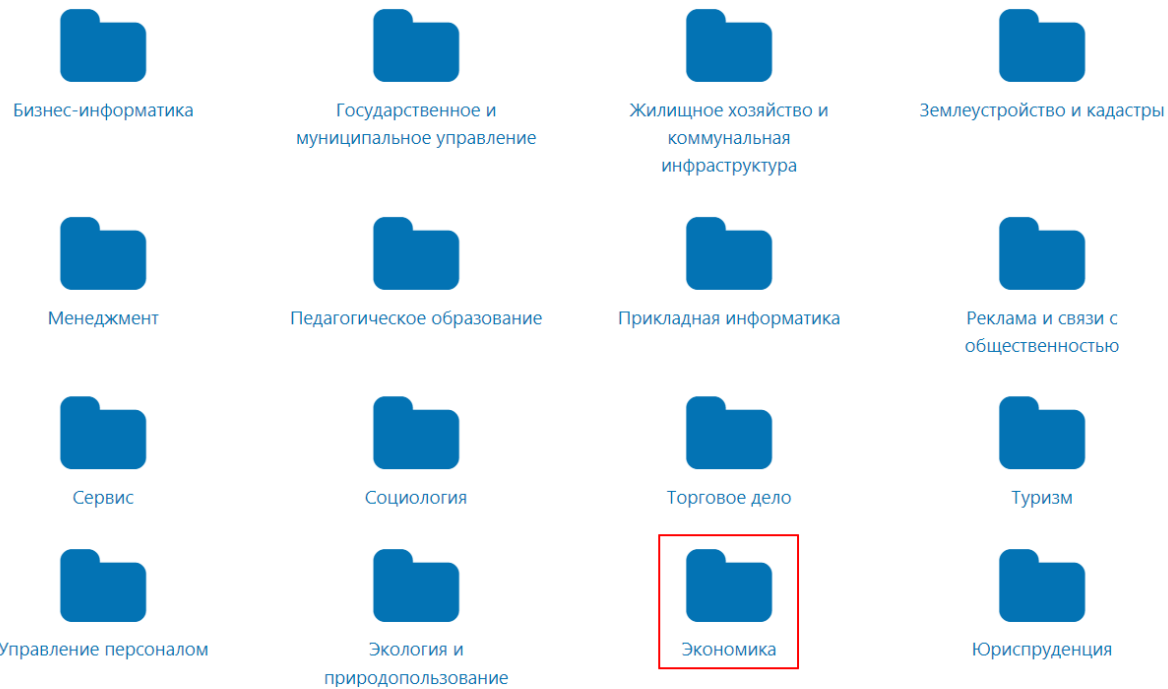 Бизнес-информатика
Государственное и
муниципальное управление
Жилищное хозяйство и
коммунальная
инфраструктура
Землеустройство и кадастры
Менеджмент
Педагогическое образование
Прикладная информатика
Реклама и связи с
общественностью
Сервис
Социология
Торговое дело
Туризм
Управление персоналом
Экология и
природопользование
Экономика
Юриспруденция